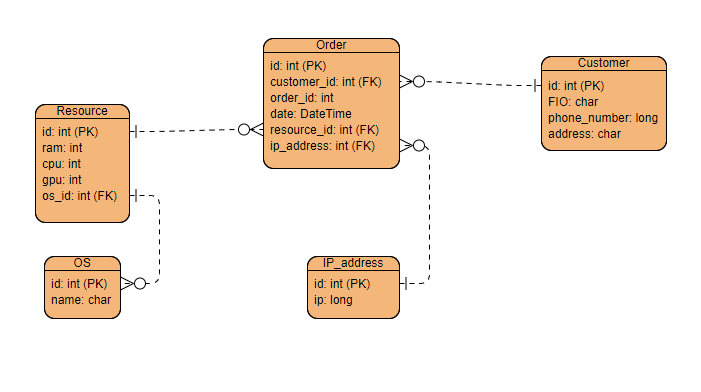 Order
id: int (PK)
customer_id: int (FK)
order_id: int
date: DateTime
resource_id: int (FK)
ip_address: int (FK)
Customer
id: int (PK)
FIO: char
phone_number: long
address: char
Resource
id: int (PK)
ram: int
cpu: int
gpu: int
os_id: int (FK)
OS
id: int (PK)
name: char
IP_address
id: int (PK)
ip: long